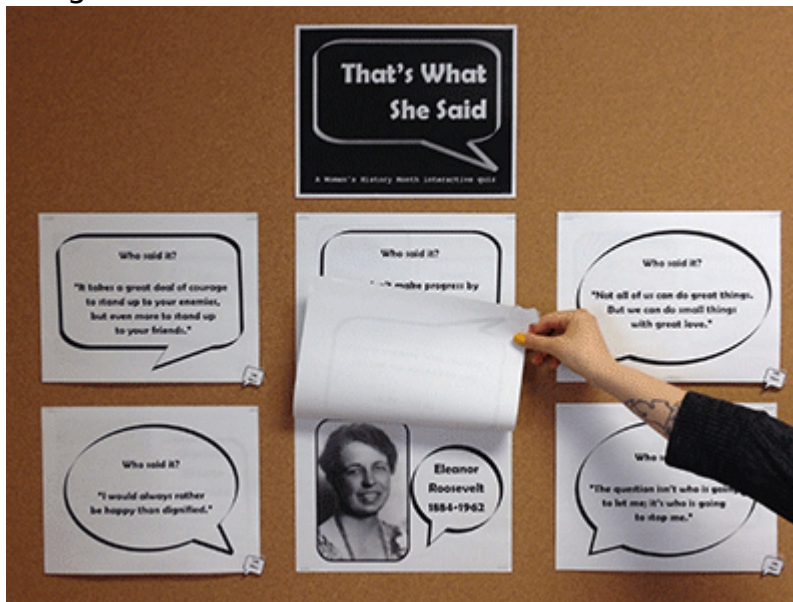 That's What
She Said
A Women's History Month interactive quiz
Who said it?
"It takes a great deal of courage
to stand up to your enemies,
but even more to stand up
to your friends."
Who said it?
make progress by
Who said it?
"Not all of us can do great things.
But we can do small things
with great love."
Who said it?
"I would always rather
be happy than dignified."
Eleanor
Roosevelt
1884-1962
Who
"The question isn't who is going
to let me; it's who is going
to stop me."